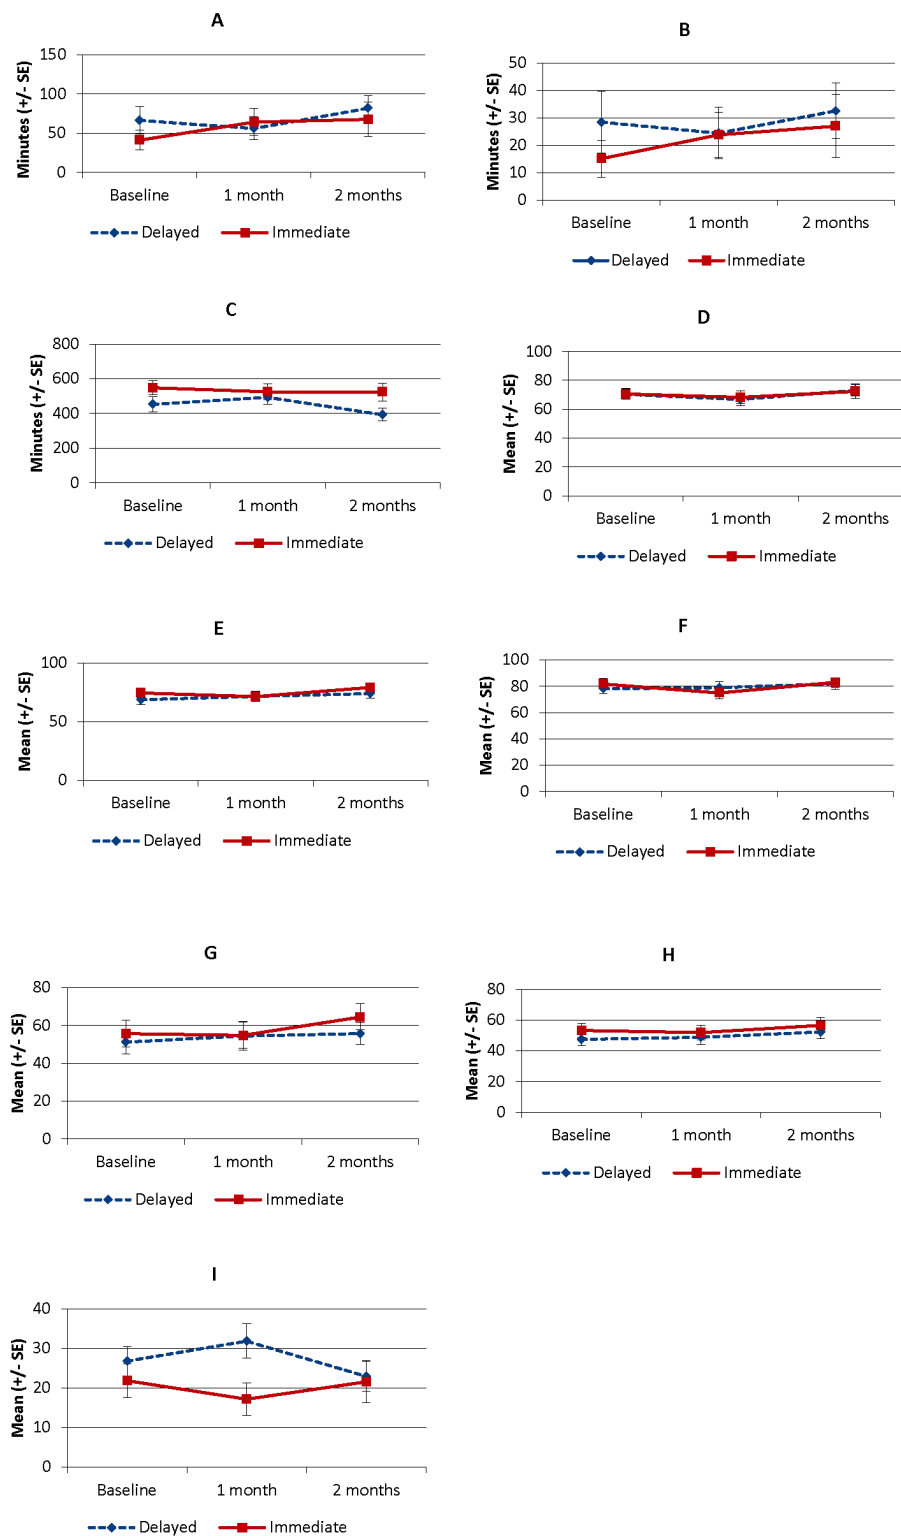 A
Minutes (+/- SE)
150
100
50
0
Baseline 1 month 2 months
Delayed Immediate
B
Minutes (+/- SE)
50
40
30
20
10
0
Baseline 1 month 2 months
Delayed Immediate
C
Minutes (+/- SE)
800
600
400
200
0
Baseline 1 month 2 months
Delayed Immediate
D
Mean (+/- SE)
100
80
60
40
20
0
Baseline 1 month 2 months
Delayed Immediate
E
Mean (+/- SE)
100
50
0
Baseline 1 month 2 months
Delayed Immediate
F
Mean (+/- SE)
100
80
60
40
20
0
Baseline 1 month 2 months
Delayed Immediate
G
Mean (+/- SE)
80
60
40
20
0
Baseline 1 month 2 months
Delayed Immediate
H
Mean (+/- SE)
80
60
40
20
0
Baseline 1 month 2 months
Delayed Immediate
I
Mean (+/- SE)
40
30
20
10
0
Baseline 1 month 2 months
Delayed Immediate